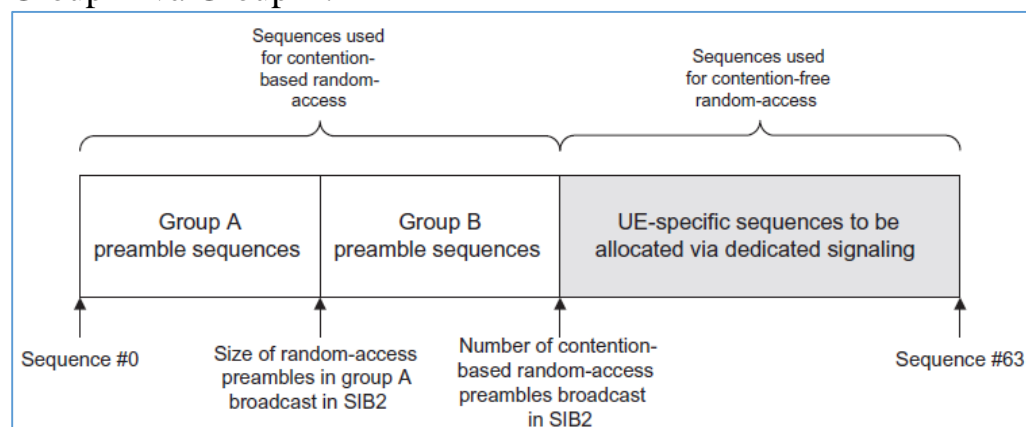 Sequences used
for contention-
based random-
access
Sequences used
for contention-free
random-access
Group A
preamble sequences
Group B
preamble sequences
UE-specific sequences to be
allocated via dedicated signaling
Sequence #0
Size of random-access
preambles in group A
broadcast in SIB2
Number of contention-
based random-access
preambles broadcast
in SIB2
Sequence #63